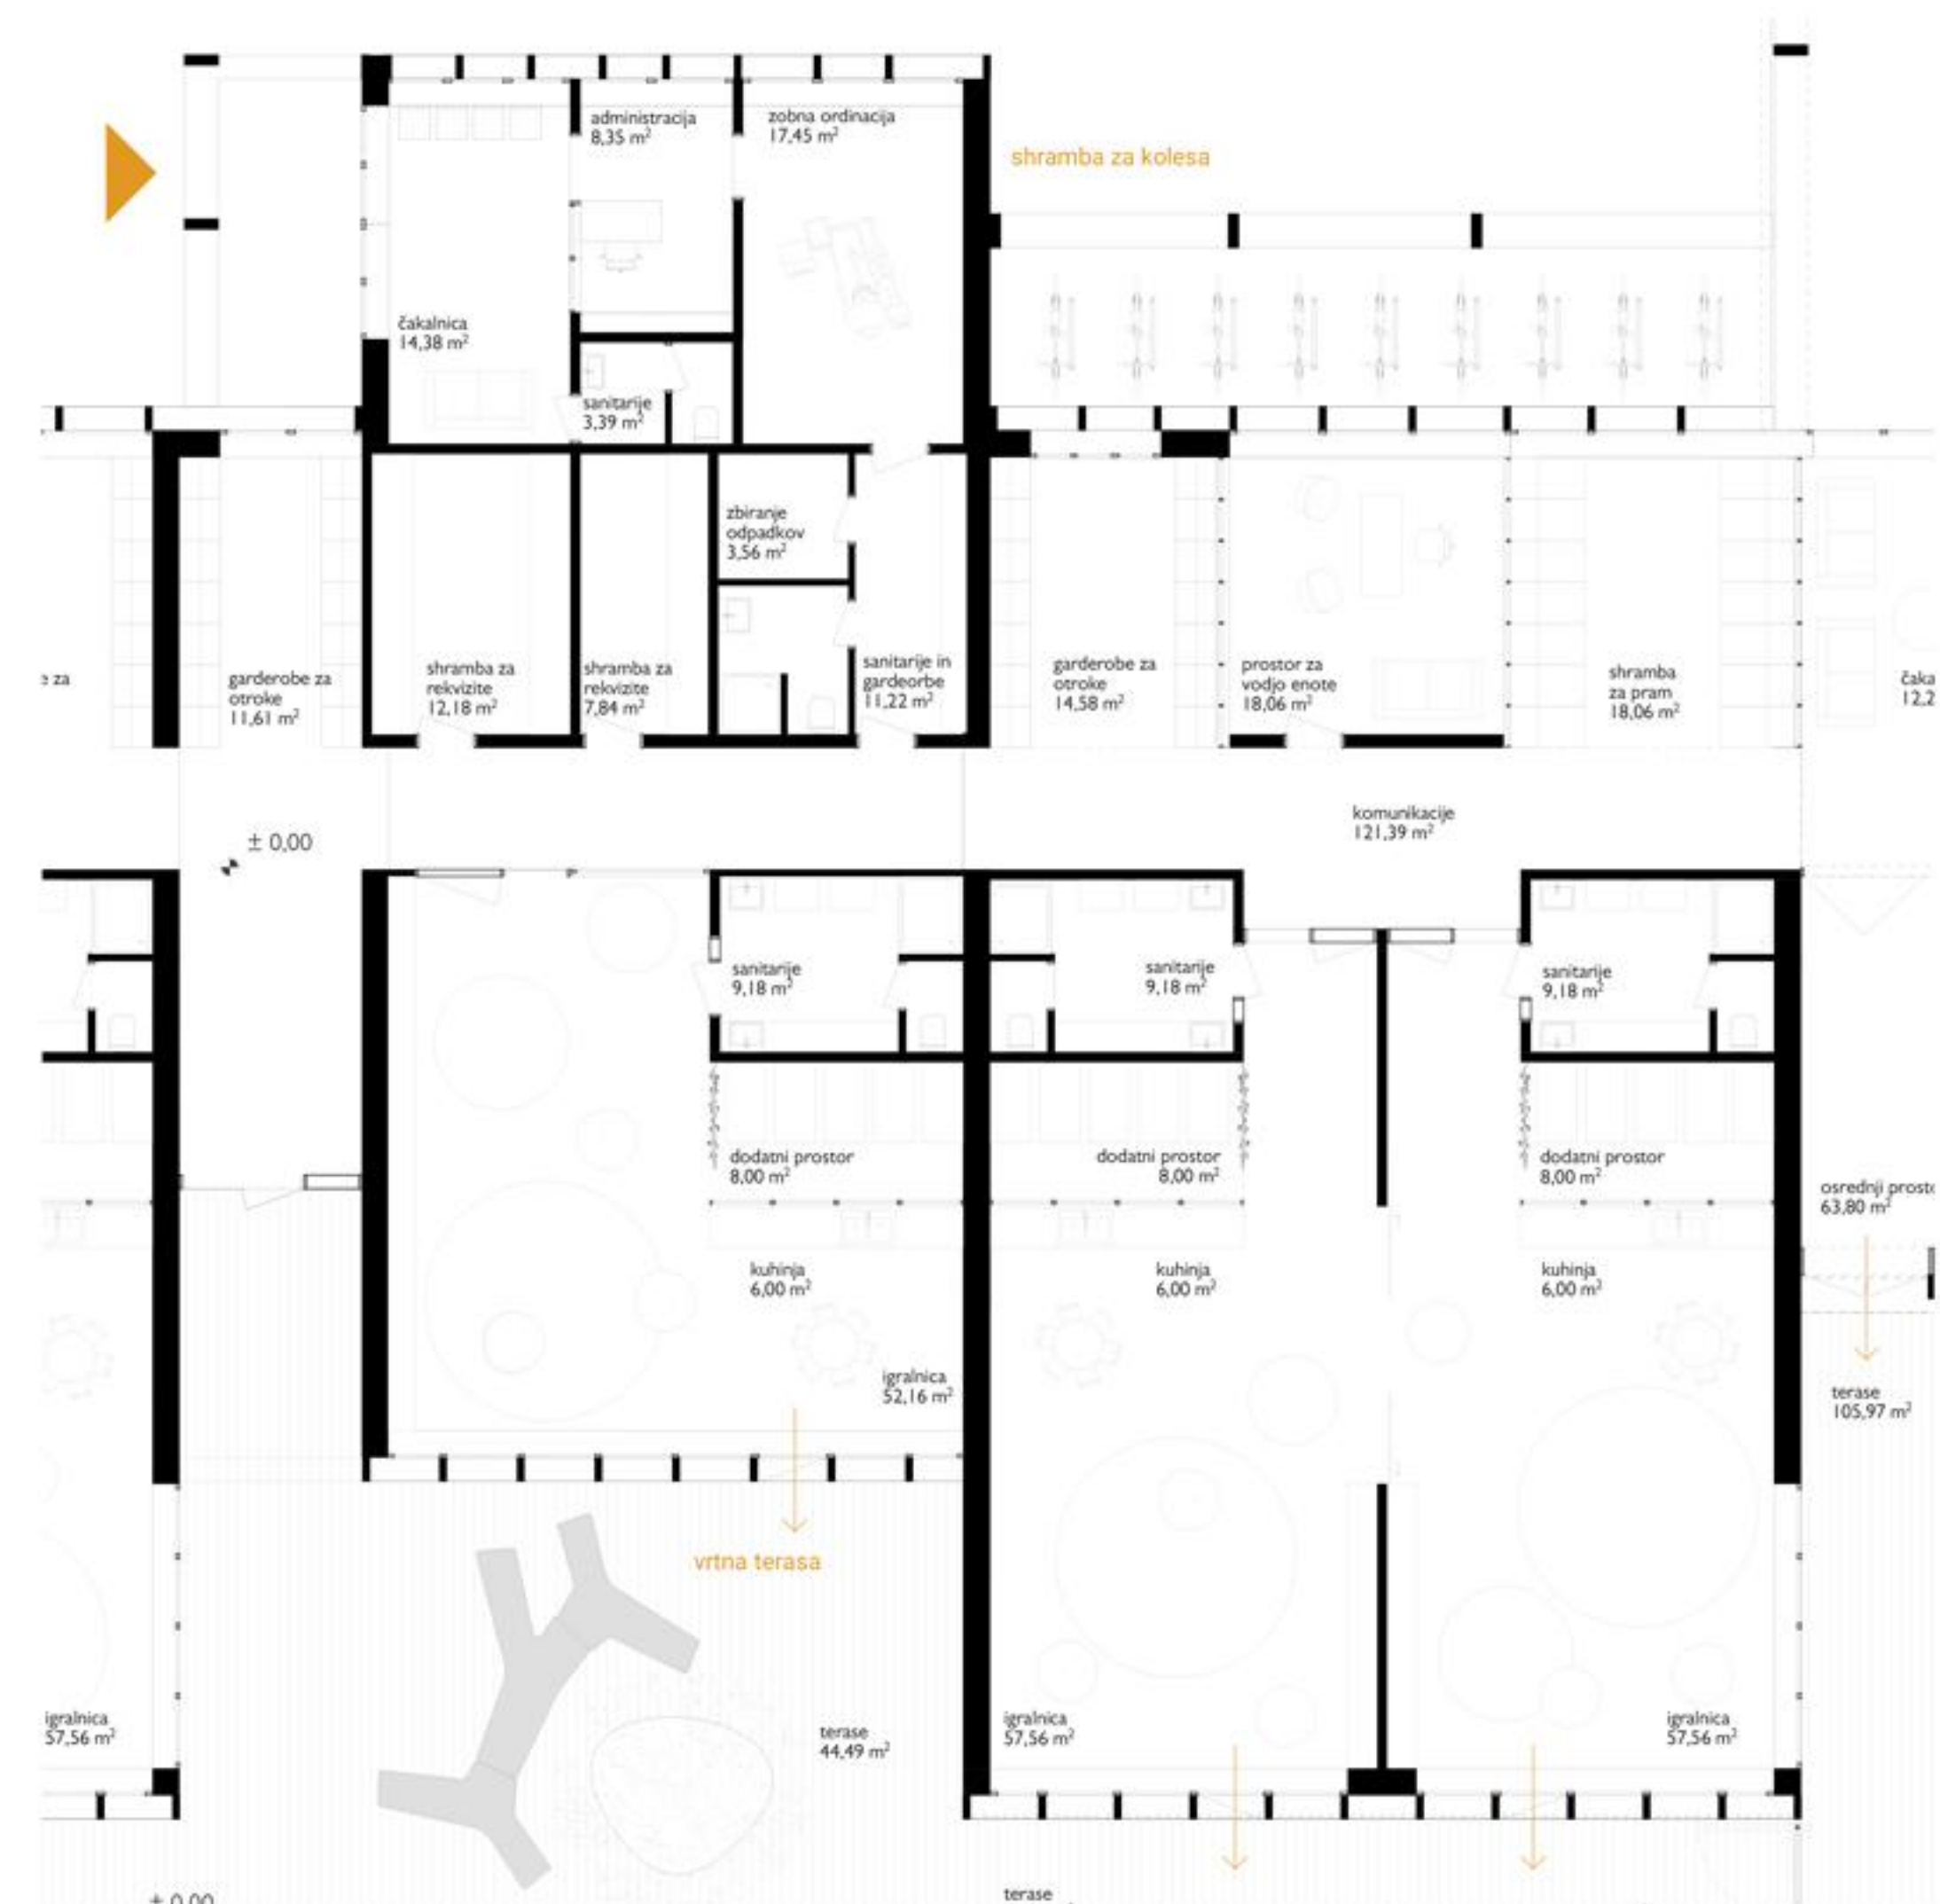 administracija
8,35 m²
zobna ordinacija
17,45 m²
shramba za kolesa
čakalnica
14,38 m²
sanitarije
3,39 m²
zbiranje
odpadkov
3,56 m²
garderobe za
otroke
11,61 m²
shramba za
rekvizite
12,18 m²
shramba za
rekvizite
7,84 m²
sanitarije in
gardeorbe
11,22 m²
garderobe za
otroke
14,58 m²
prostor za
vodjo enote
18,06 m²
shramba
za pram
18,06 m²
čaka
12,2
e za
± 0,00
komunikacije
121,39 m²
sanitarije
9,18 m²
sanitarije
9,18 m²
sanitarije
9,18 m²
dodatni prostor
8,00 m²
dodatni prostor
8,00 m²
dodatni prostor
8,00 m²
osrednji prosto
63,80 m²
kuhinja
6,00 m²
kuhinja
6,00 m²
kuhinja
6,00 m²
igralnica
52,16 m²
terase
105,97 m²
vrtna terasa
igralnica
57,56 m²
terase
44,49 m²
igralnica
57,56 m²
igralnica
57,56 m²
± 0,00
terase